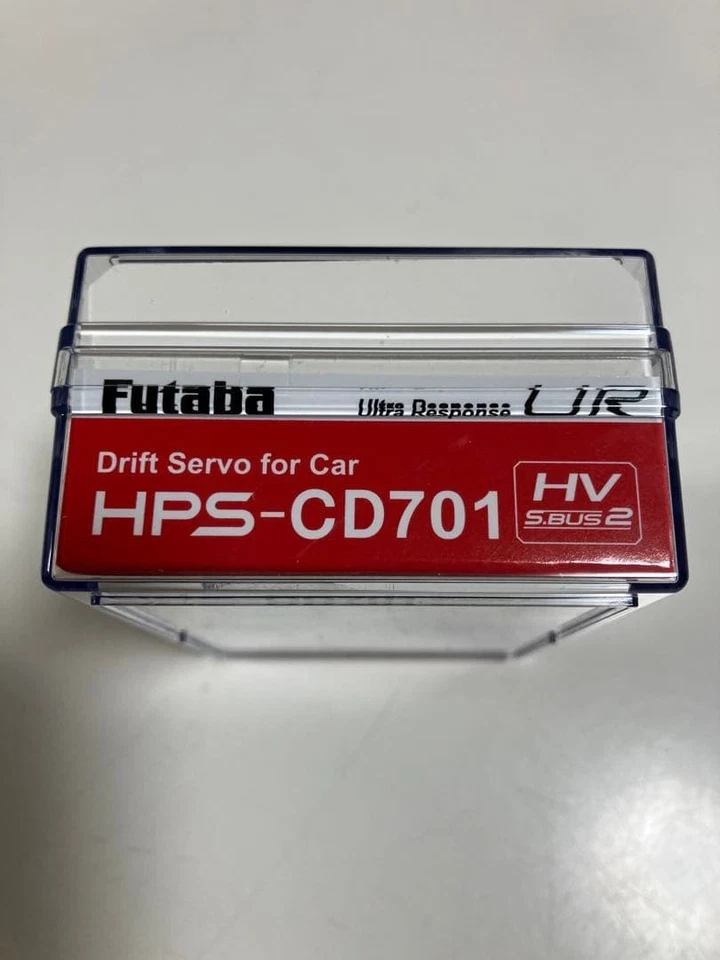 Futaba
Ultra Response UR
Drift Servo for Car
HPS-CD701
HV
S.BUS2